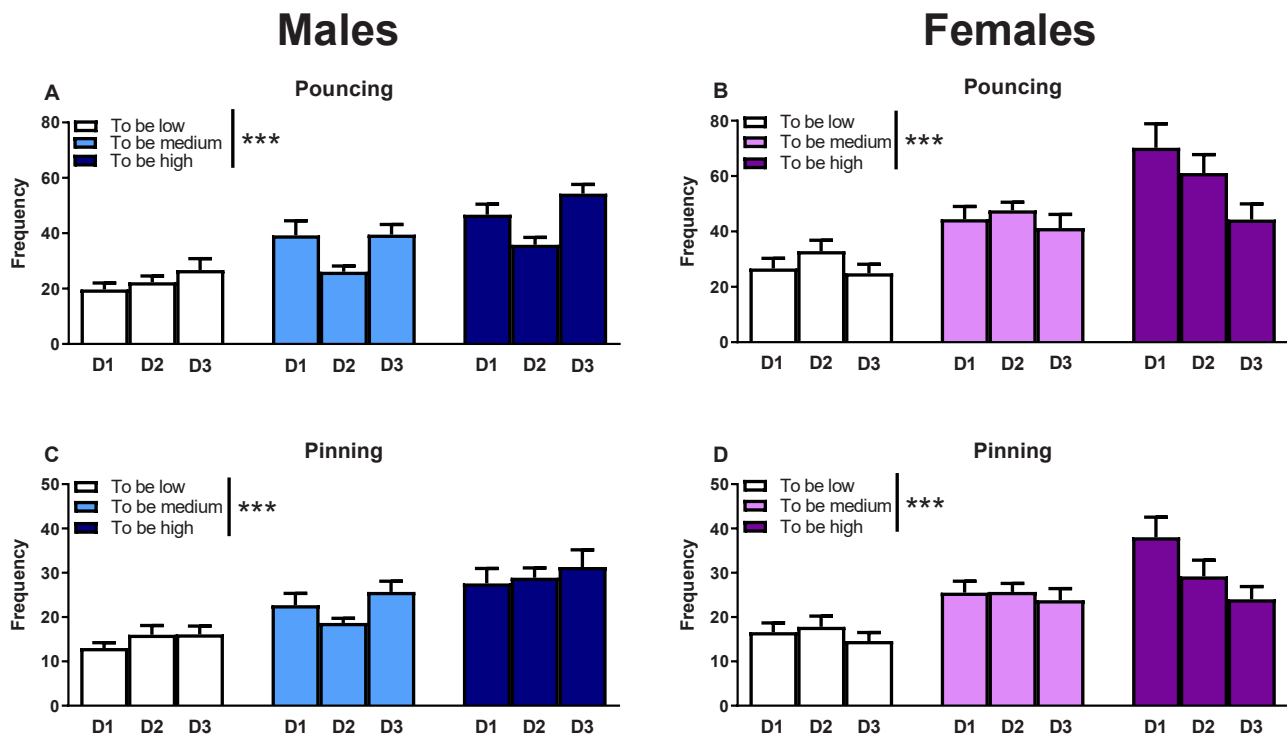 Males
Females
A
Poucing
To be low
To be medium
To be high
***
80
60
40
20
0
Frequency
D1 D2 D3 D1 D2 D3 D1 D2 D3
B
Pouncing
To be low
To be medium
To be high
***
80
60
40
20
0
Frequency
D1 D2 D3 D1 D2 D3 D1 D2 D3
C
Pinning
To be low
To be medium
To be high
***
50
40
30
20
10
0
Frequency
D1 D2 D3 D1 D2 D3 D1 D2 D3
D
Pinning
To be low
To be medium
To be high
***
50
40
30
20
10
0
Frequency
D1 D2 D3 D1 D2 D3 D1 D2 D3